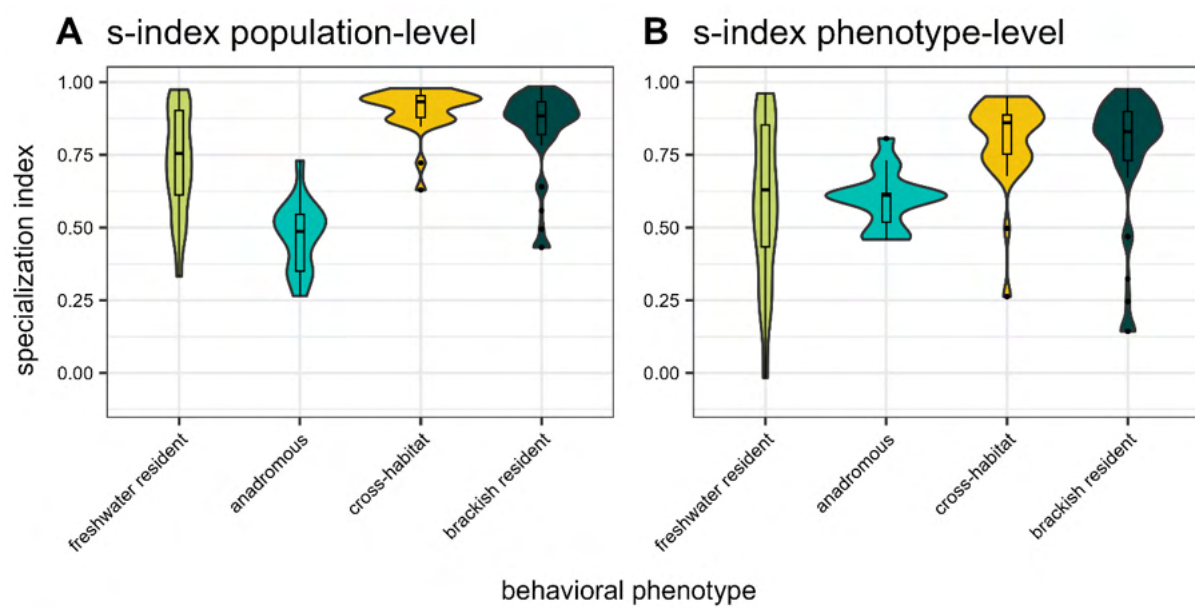 A s-index population-level
B s-index phenotype-level
specialization index
1.00
0.75
0.50
0.25
0.00
freshwater resident
anadromous
cross-habitat
brackish resident
1.00
0.75
0.50
0.25
0.00
freshwater resident
anadromous
cross-habitat
brackish resident
behavioral phenotype